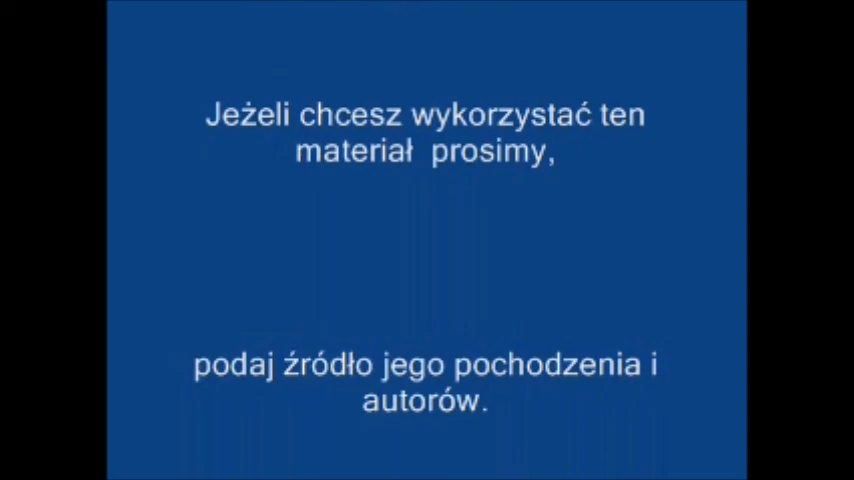 Jeżeli chcesz wykorzystać ten
materiał  prosimy,
podaj źródło jego pochodzenia i
autorów.